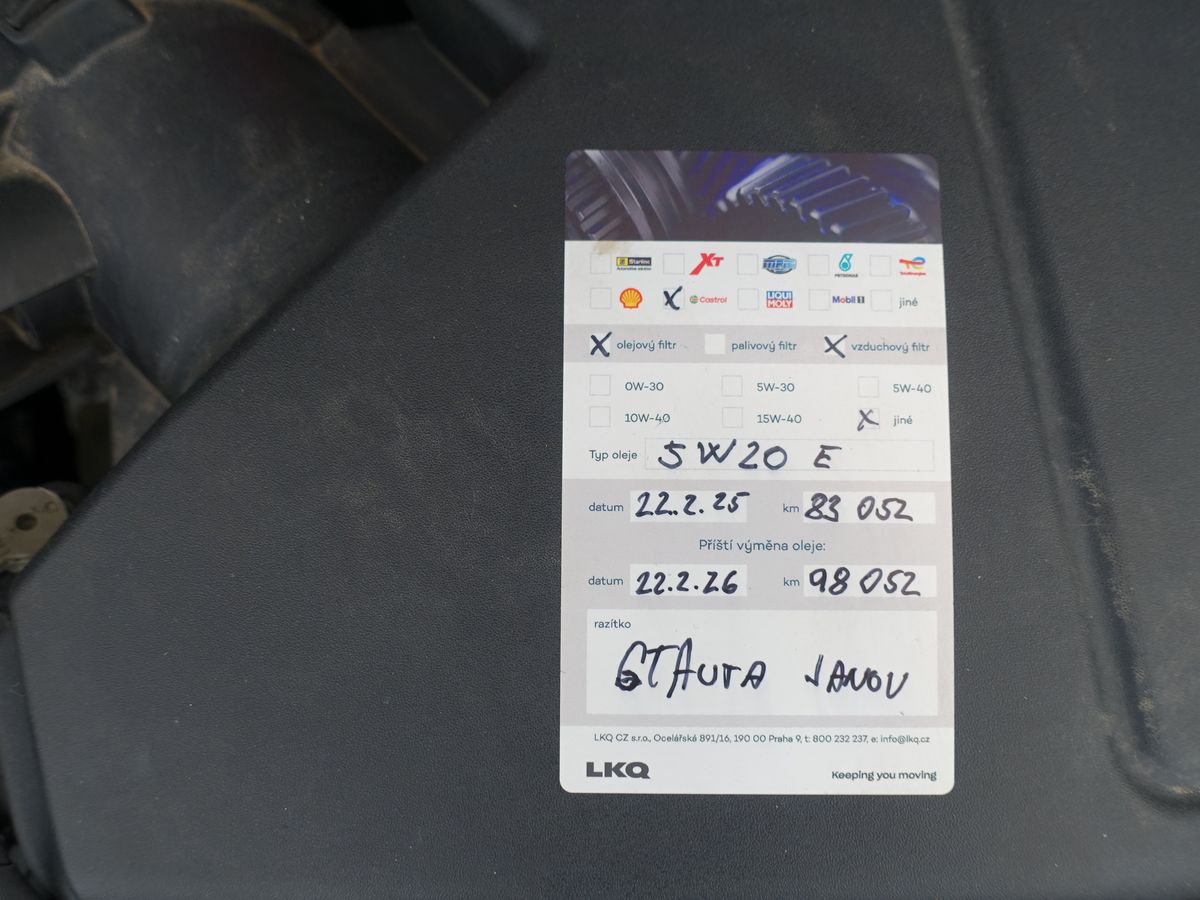 Starline XT MPM PETRONAS TotalEnergies
X Castrol LIQUI MOLY Mobil 1 jiné
X olejový filtr palivový filtr X vzduchový filtr
0W-30 5W-30 5W-40
10W-40 15W-40 X jiné
Typ oleje 5W20 E
datum 22.2.25 km 83 052
Příští výměna oleje:
datum 22.2.26 km 98 052
razítko
GTAUTA JANOV
LKQ CZ s.r.o., Ocelářská 891/16, 190 00 Praha 9, t: 800 232 237, e: info@lkq.cz
LKQ Keeping you moving